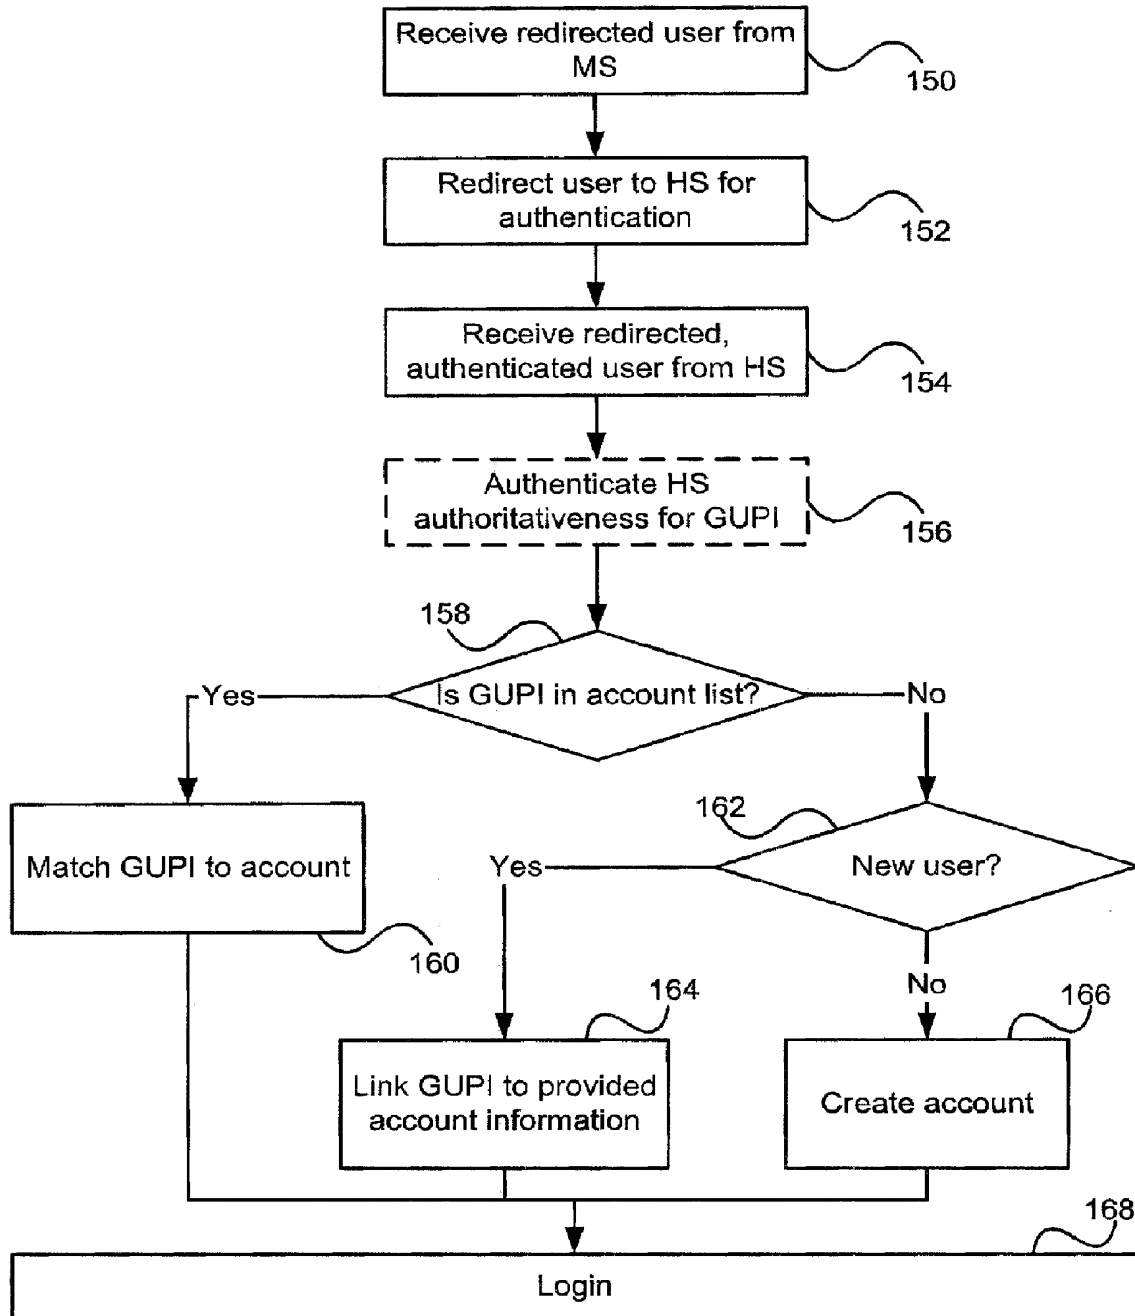 Receive redirected user from
MS
150
Redirect user to HS for
authentication
152
Receive redirected,
authenticated user from HS
154
Authenticate HS
authoritativeness for GUPI
156
158
Yes
Is GUPI in account list?
No
162
Match GUPI to account
Yes
New user?
160
No
164
166
Link GUPI to provided
account information
Create account
168
Login